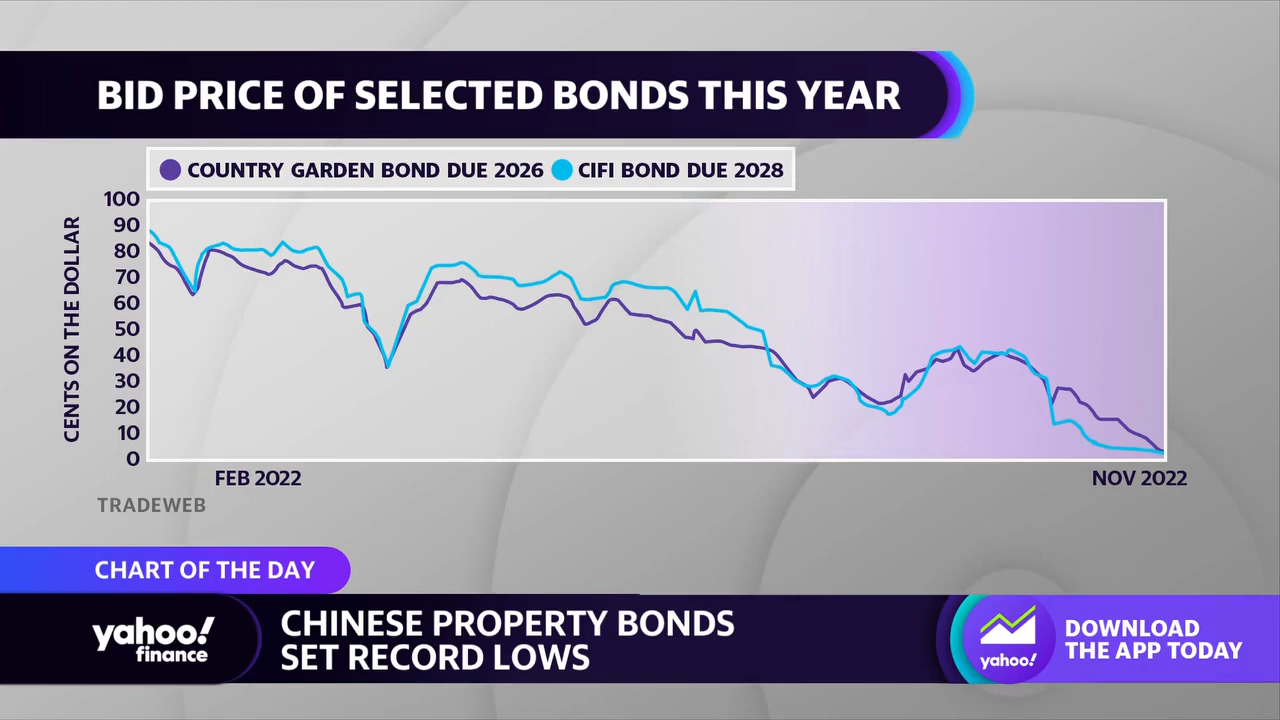 BID PRICE OF SELECTED BONDS THIS YEAR
COUNTRY GARDEN BOND DUE 2026 CIFI BOND DUE 2028
CENTS ON THE DOLLAR
100
90
80
70
60
50
40
30
20
10
0
FEB 2022 NOV 2022
TRADEWEB
CHART OF THE DAY
yahoo!
finance
CHINESE PROPERTY BONDS
SET RECORD LOWS
yahoo!
DOWNLOAD
THE APP TODAY